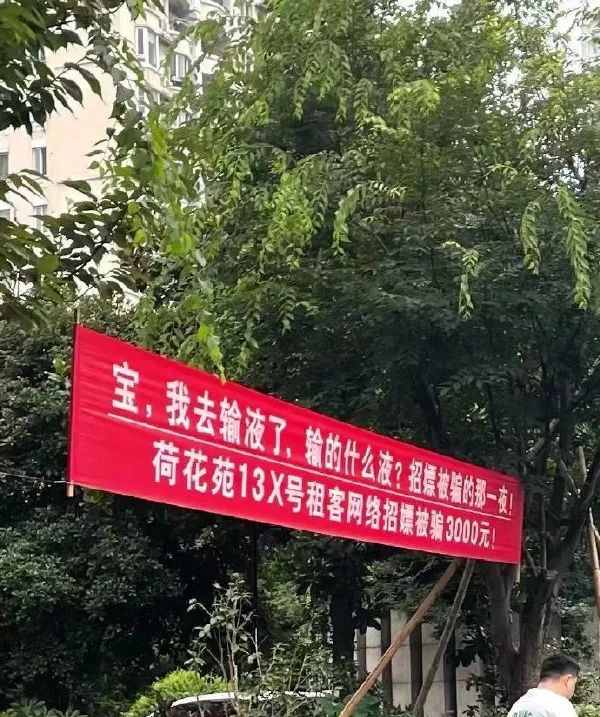 宝，我去输液了，输的什么液？招嫖被骗的那一夜！
荷花苑13X号租客网络招嫖被骗3000元！